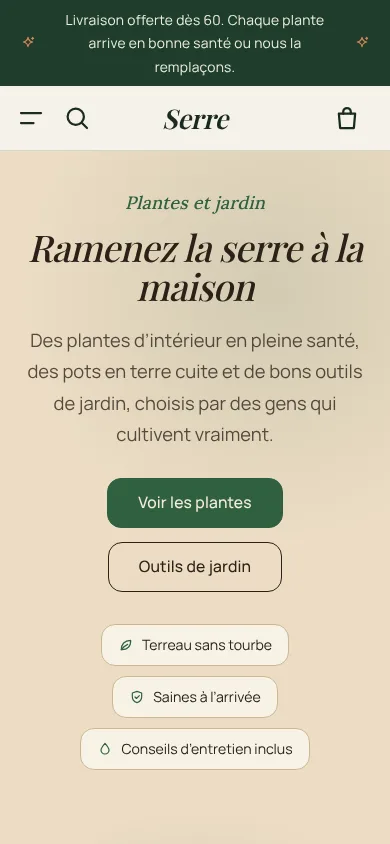 Livraison offerte dès 60. Chaque plante
arrive en bonne santé ou nous la
remplaçons.
Serre
Plantes et jardin
Ramenez la serre à la
maison
Des plantes d’intérieur en pleine santé,
des pots en terre cuite et de bons outils
de jardin, choisis par des gens qui
cultivent vraiment.
Voir les plantes
Outils de jardin
Terreau sans tourbe
Saines à l’arrivée
Conseils d’entretien inclus